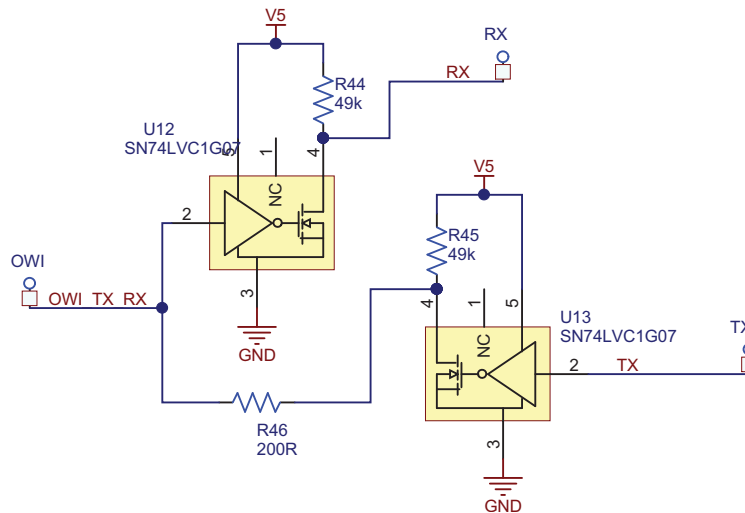 V5
RX
R44
49k
RX
U12
SN74LVC1G07
5
1
4
NC
2
3
GND
OWI
OWI_TX_RX
V5
R45
49k
4
1
5
NC
U13
SN74LVC1G07
2
TX
TX
3
GND
R46
200R